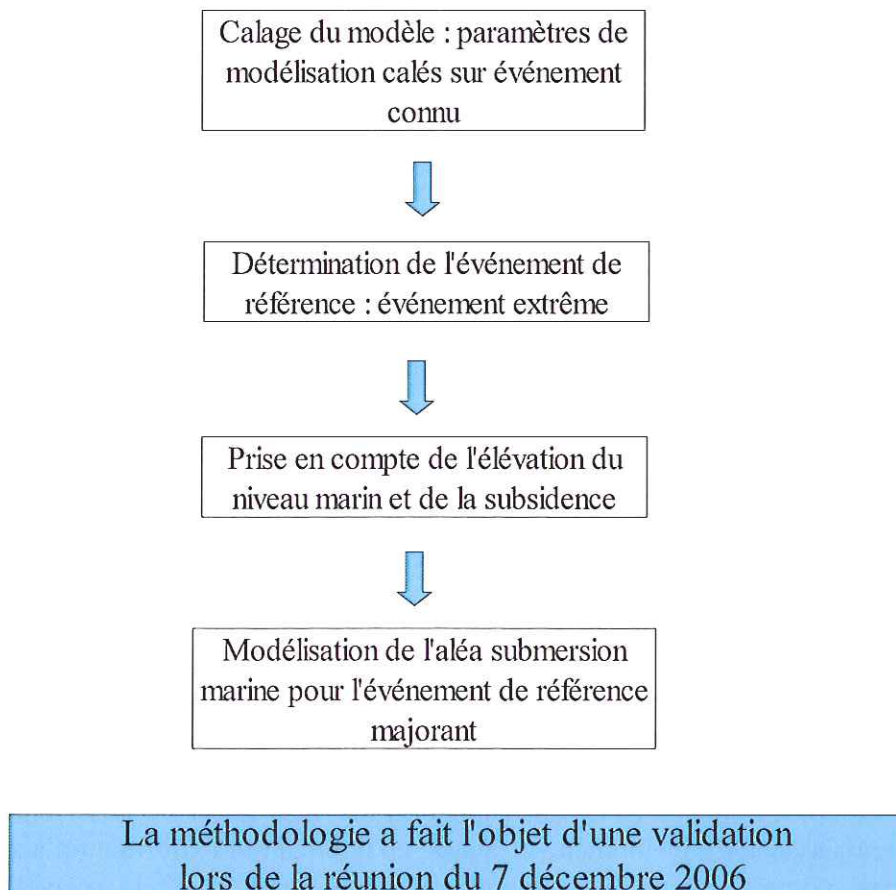 Calage du modèle : paramètres de
modélisation calés sur événement
connu
Détermination de l'événement de
référence : événement extrême
Prise en compte de l'élévation du
niveau marin et de la subsidence
Modélisation de l'aléa submersion
marine pour l'événement de référence
majorant
La méthodologie a fait l'objet d'une validation
lors de la réunion du 7 décembre 2006